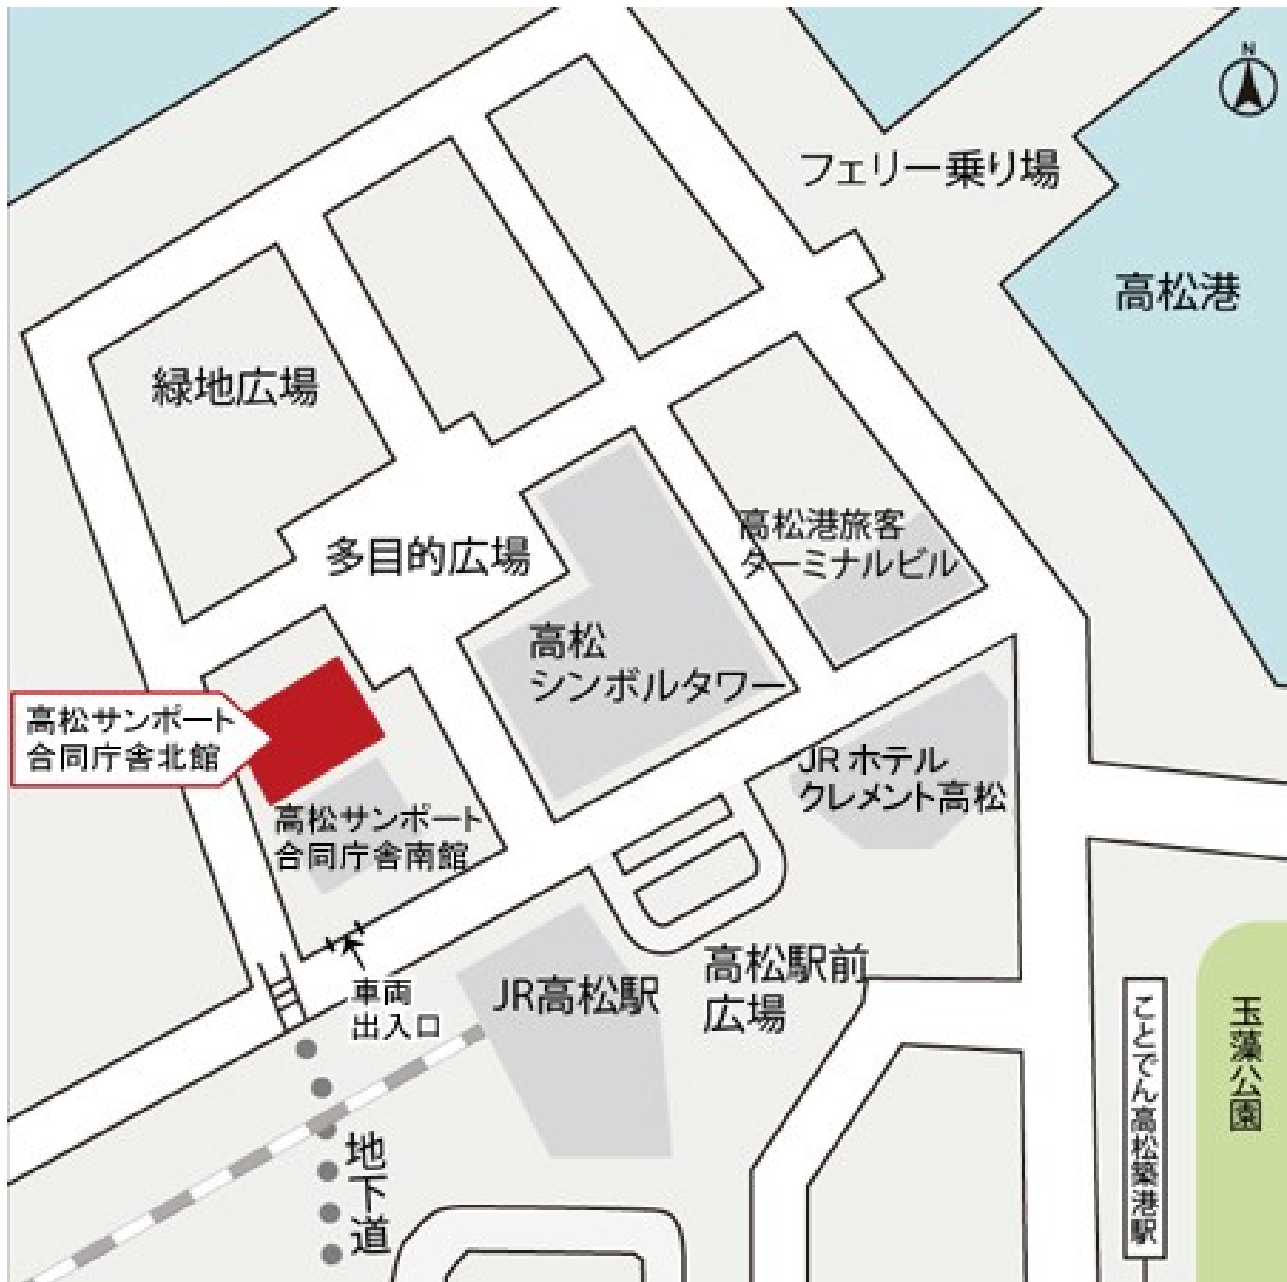 N
フェリー乗り場
高松港
緑地広場
高松港旅客
ターミナルビル
多目的広場
高松
シンボルタワー
高松サンポート
合同庁舎北館
JRホテル
クレメント高松
高松サンポート
合同庁舎南館
高松駅前
広場
JR高松駅
車両
出入口
ことでん高松築港駅
玉藻公園
地下道